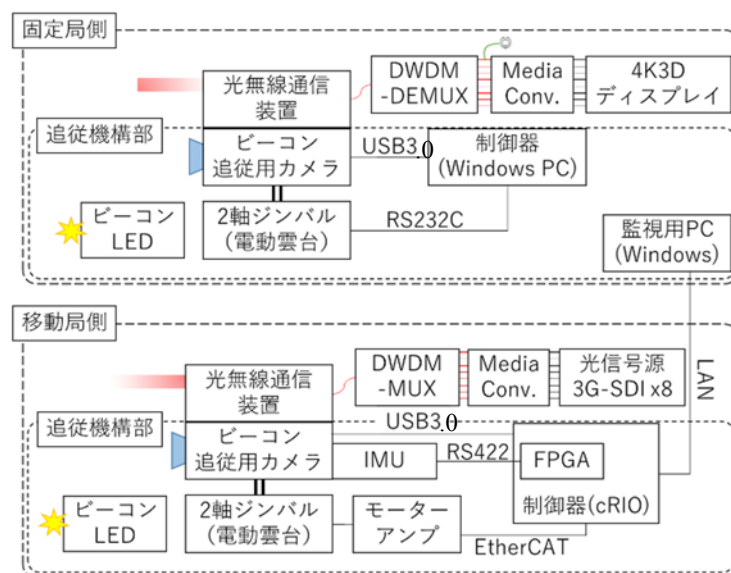 固定局側
光無線通信
装置
DWDM
-DEMUX
Media
Conv.
4K3D
ディスプレイ
追従機構部
ビーコン
追従用カメラ
USB3.0
制御器
(Windows PC)
ビーコン
LED
2軸ジンバル
(電動雲台)
RS232C
監視用PC
(Windows)
移動局側
光無線通信
装置
DWDM
-MUX
Media
Conv.
光信号源
3G-SDI x8
LAN
追従機構部
ビーコン
追従用カメラ
USB3.0
IMU
RS422
FPGA
制御器(cRIO)
ビーコン
LED
2軸ジンバル
(電動雲台)
モーター
アンプ
EtherCAT